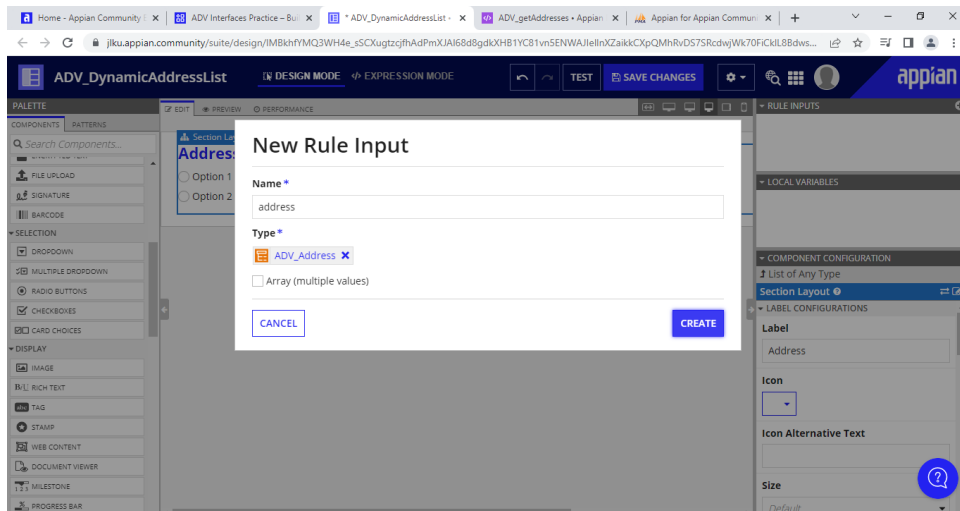 Home - Appian Community E
ADV Interfaces Practice – Buil
* ADV_DynamicAddressList •
ADV_getAddresses • Appian
Appian for Appian Commun
jlku.appian.community/suite/design/
ADV_DynamicAddressList
DESIGN MODE
EXPRESSION MODE
TEST
SAVE CHANGES
appian
PALETTE
EDIT
PREVIEW
PERFORMANCE
RULE INPUTS
COMPONENTS
PATTERNS
Section La
Search Components...
Addres
FILE UPLOAD
Option 1
SIGNATURE
Option 2
BARCODE
SELECTION
DROPDOWN
MULTIPLE DROPDOWN
RADIO BUTTONS
CHECKBOXES
CARD CHOICES
DISPLAY
IMAGE
B/U RICH TEXT
abc TAG
STAMP
WEB CONTENT
DOCUMENT VIEWER
1 2 3 MILESTONE
PROGRESS BAR
New Rule Input
Name *
address
Type *
ADV_Address
Array (multiple values)
CANCEL
CREATE
LOCAL VARIABLES
COMPONENT CONFIGURATION
List of Any Type
Section Layout
LABEL CONFIGURATIONS
Label
Address
Icon
Icon Alternative Text
Size
Default